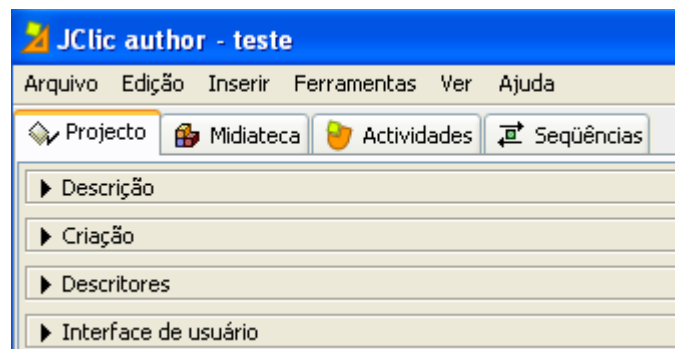 JClic author - teste
Arquivo Edição Inserir Ferramentas Ver Ajuda
Projecto Midiateca Actividades Seqüências
Descrição
Criação
Descritores
Interface de usuário